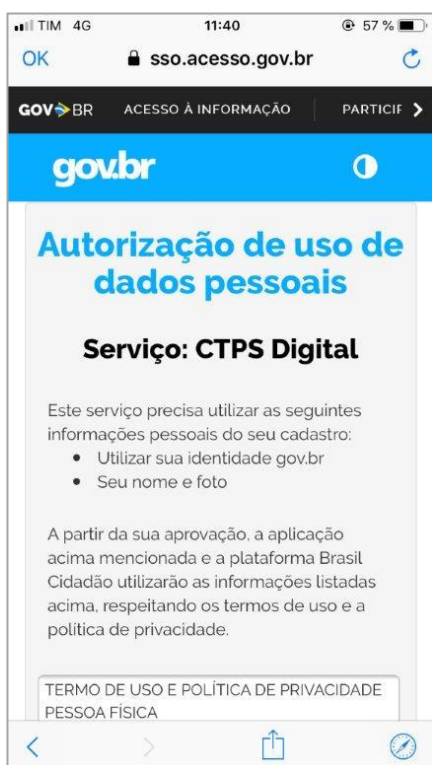 TIM 4G 11:40 57 %
OK sso.acesso.gov.br
GOV BR ACESSO À INFORMAÇÃO PARTICIP
gov.br
Autorização de uso de
dados pessoais
Serviço: CTPS Digital
Este serviço precisa utilizar as seguintes
informações pessoais do seu cadastro:
• Utilizar sua identidade gov.br
• Seu nome e foto
A partir da sua aprovação, a aplicação
acima mencionada e a plataforma Brasil
Cidadão utilizarão as informações listadas
acima, respeitando os termos de uso e a
política de privacidade.
TERMO DE USO E POLÍTICA DE PRIVACIDADE
PESSOA FÍSICA